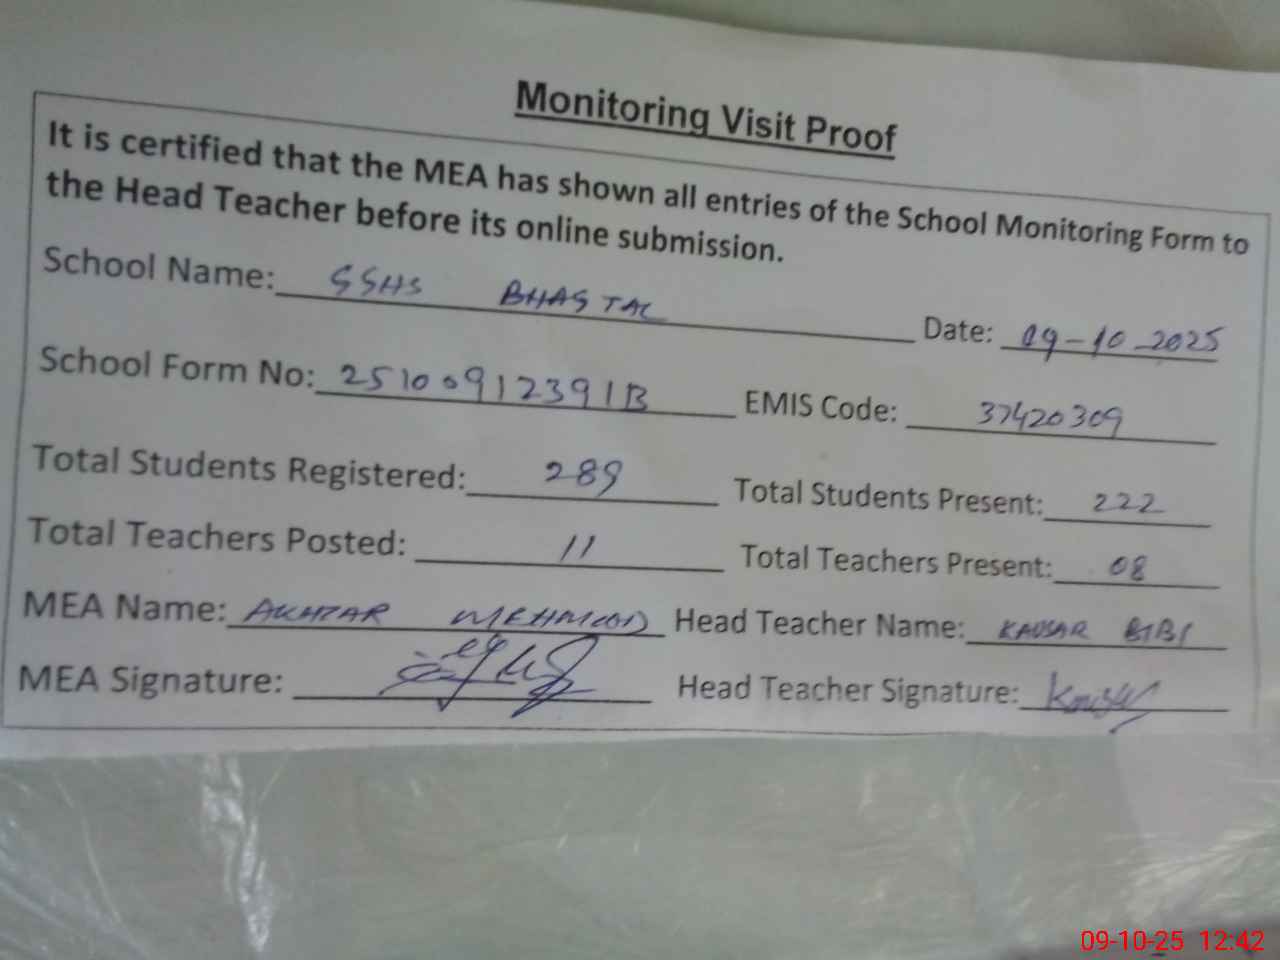 Monitoring Visit Proof
It is certified that the MEA has shown all entries of the School Monitoring Form to
the Head Teacher before its online submission.
School Name: GGHS BHAGTAL Date: 09-10-2025
School Form No: 25100912391B EMIS Code: 37420309
Total Students Registered: 289 Total Students Present: 222
Total Teachers Posted: 11 Total Teachers Present: 08
MEA Name: AKHTAR MEHMOOD Head Teacher Name: KAUSAR BIBI
MEA Signature: Head Teacher Signature:
09-10-25 12:42